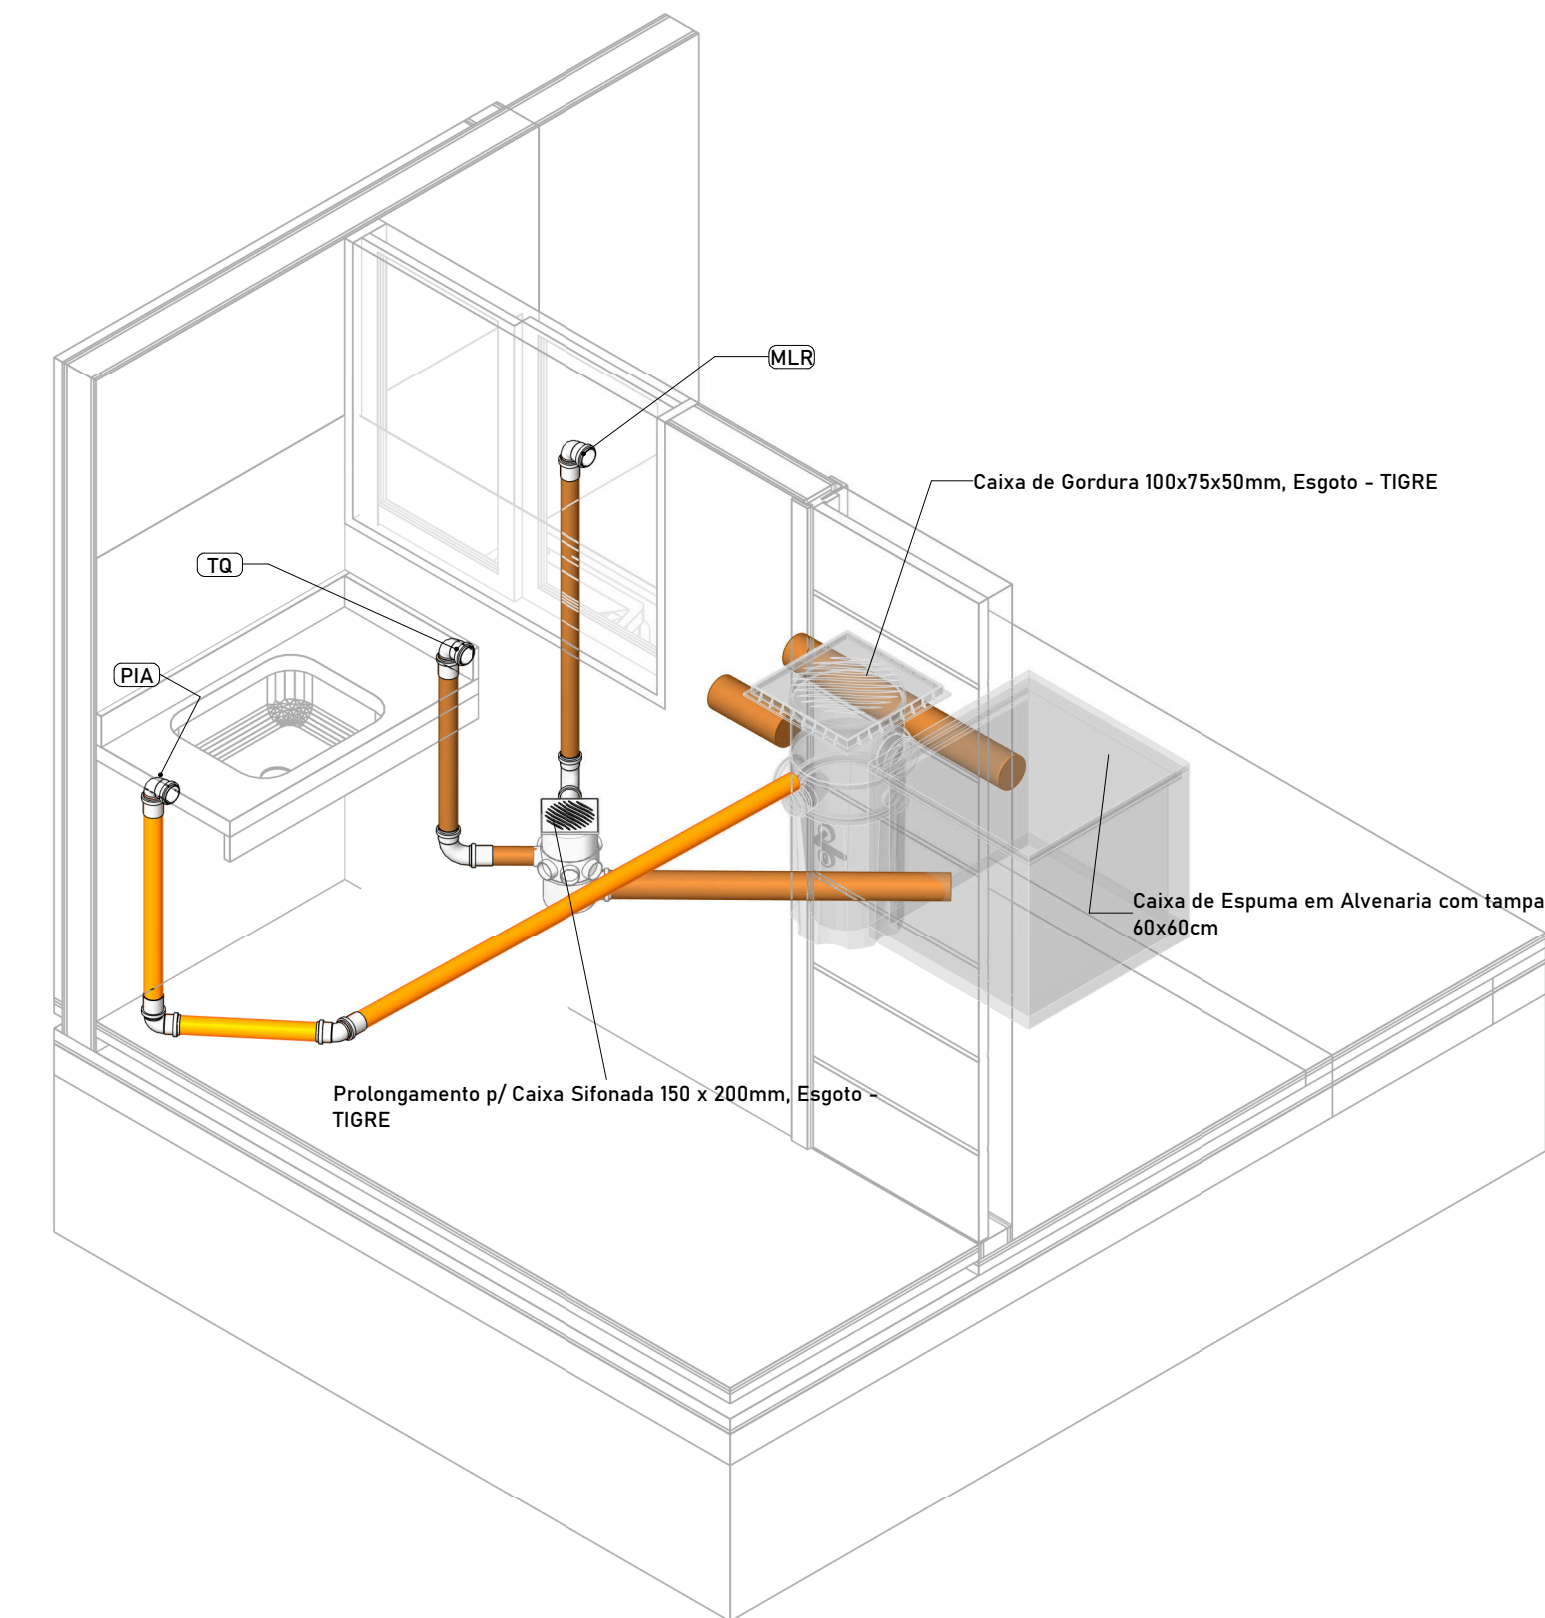 MLR
Caixa de Gordura 100x75x50mm, Esgoto - TIGRE
TQ
PIA
Caixa de Espuma em Alvenaria com tampa
60x60cm
Prolongamento p/ Caixa Sifonada 150 x 200mm, Esgoto -
TIGRE